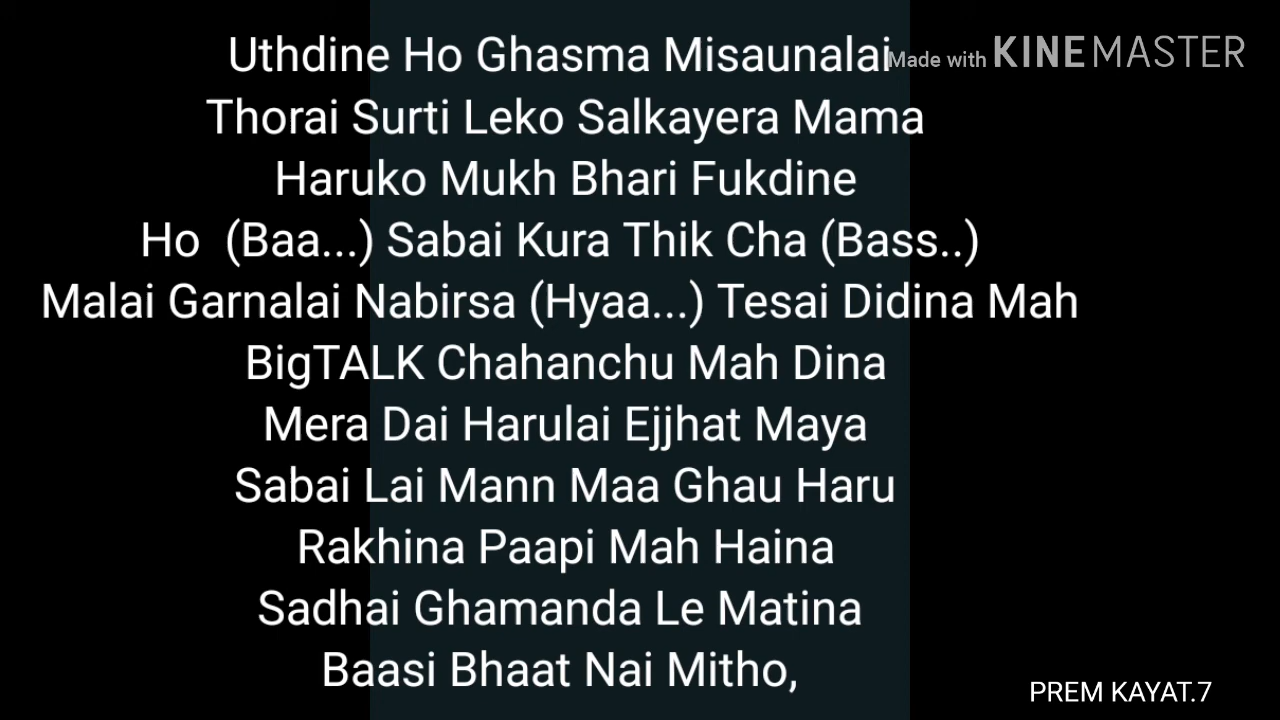 Uthdine Ho Ghasma Misaunalai
Made with KINEMASTER
Thorai Surti Leko Salkayera Mama
Haruko Mukh Bhari Fukdine
Ho (Baa...) Sabai Kura Thik Cha (Bass..)
Malai Garnalai Nabirsa (Hyaa...) Tesai Didina Mah
BigTALK Chahanchu Mah Dina
Mera Dai Harulai Ejjhat Maya
Sabai Lai Mann Maa Ghau Haru
Rakhina Paapi Mah Haina
Sadhai Ghamanda Le Matina
Baasi Bhaat Nai Mitho,
PREM KAYAT.7